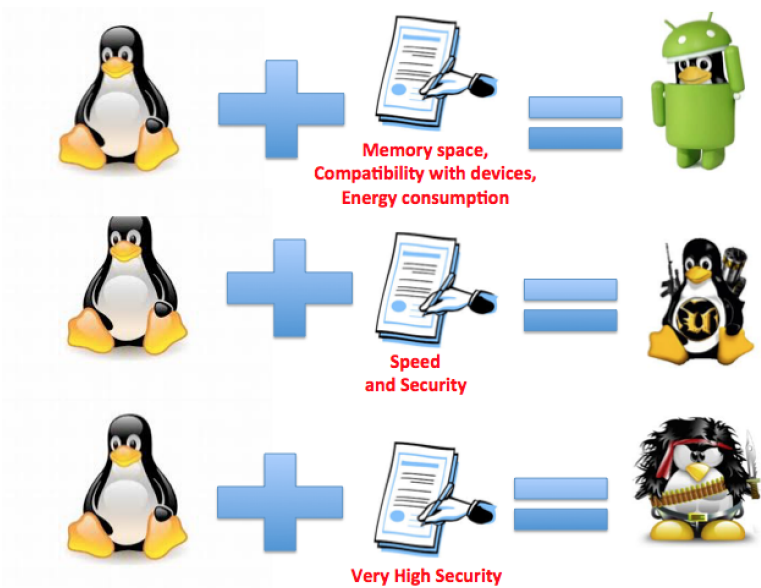 Memory space,
Compatibility with devices,
Energy consumption
Speed
and Security
Very High Security